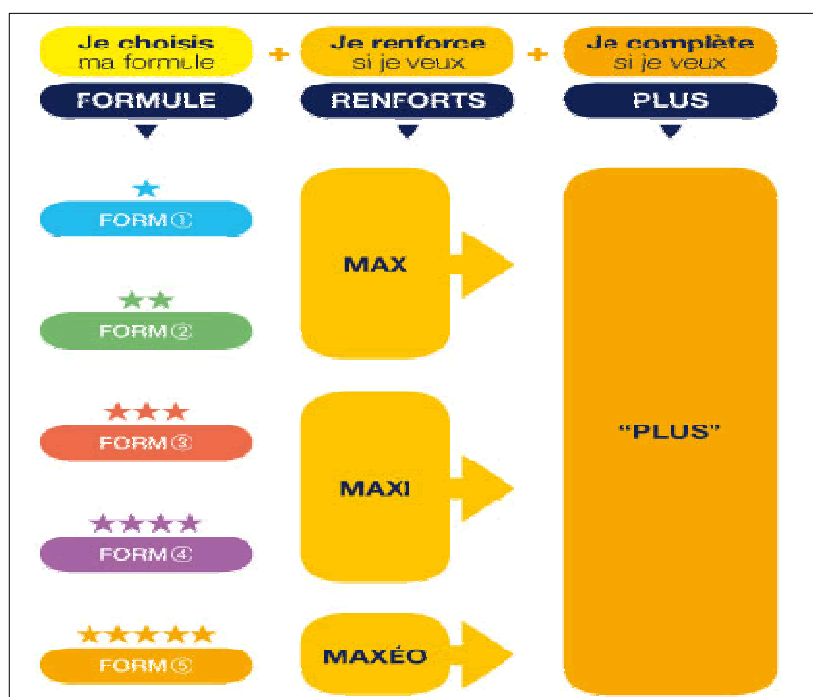 Je choisis
ma formule
+
Je renforce
si je veux
+
Je complète
si je veux
FORMULE
RENFORTS
PLUS
FORM①
FORM②
MAX
FORM③
FORM④
MAXI
“PLUS”
FORM⑤
MAXÉO